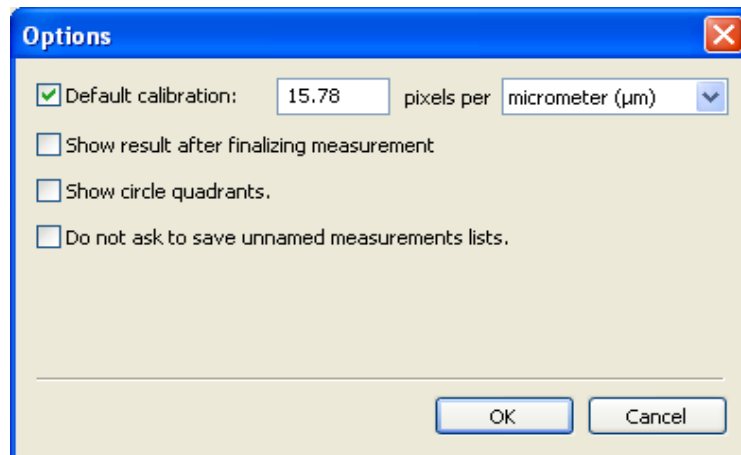 Options
Default calibration: 15.78 pixels per micrometer (µm)
Show result after finalizing measurement
Show circle quadrants.
Do not ask to save unnamed measurements lists.
OK Cancel